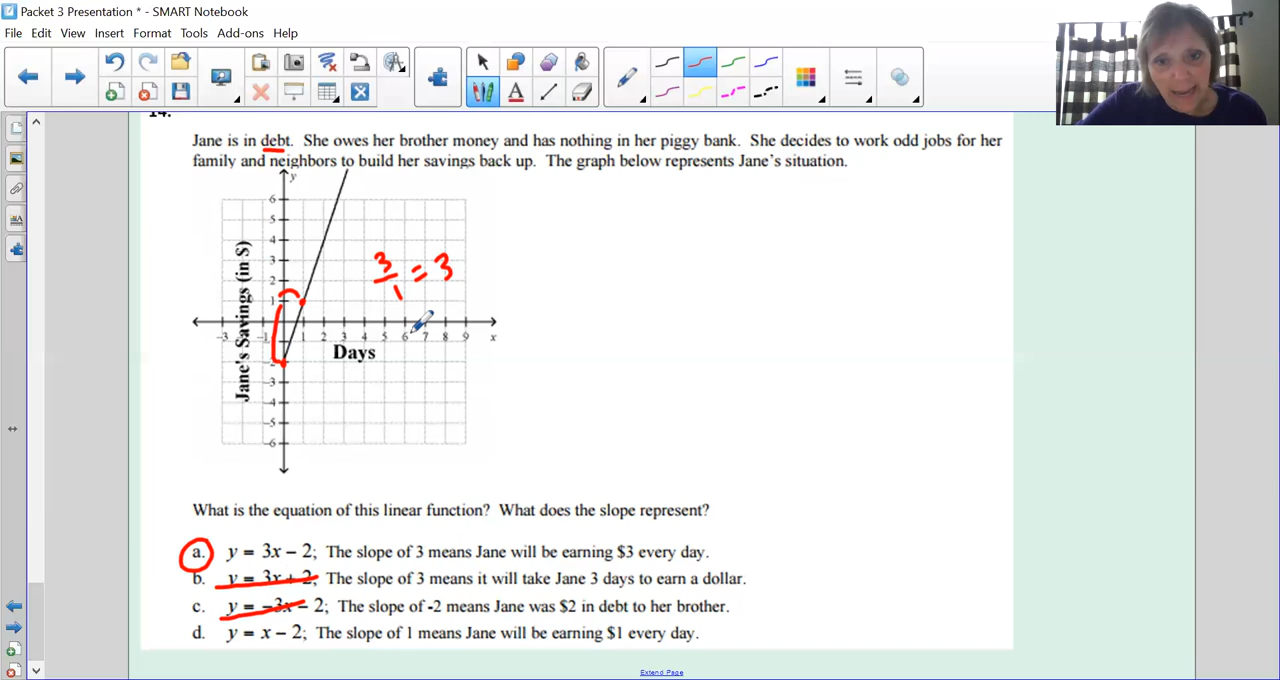 Packet 3 Presentation * - SMART Notebook
File Edit View Insert Format Tools Add-ons Help
14.
Jane is in debt. She owes her brother money and has nothing in her piggy bank. She decides to work odd jobs for her
family and neighbors to build her savings back up. The graph below represents Jane's situation.
y
6
5
4
3
2
1
Jane's Savings (in $)
3/1 = 3
-3 -1 1 2 3 4 5 6 7 8 9 x
Days
-2
-3
-4
-5
-6
What is the equation of this linear function? What does the slope represent?
a. y = 3x – 2; The slope of 3 means Jane will be earning $3 every day.
b. y = 3x + 2; The slope of 3 means it will take Jane 3 days to earn a dollar.
c. y = –3x – 2; The slope of -2 means Jane was $2 in debt to her brother.
d. y = x – 2; The slope of 1 means Jane will be earning $1 every day.
Extend Page